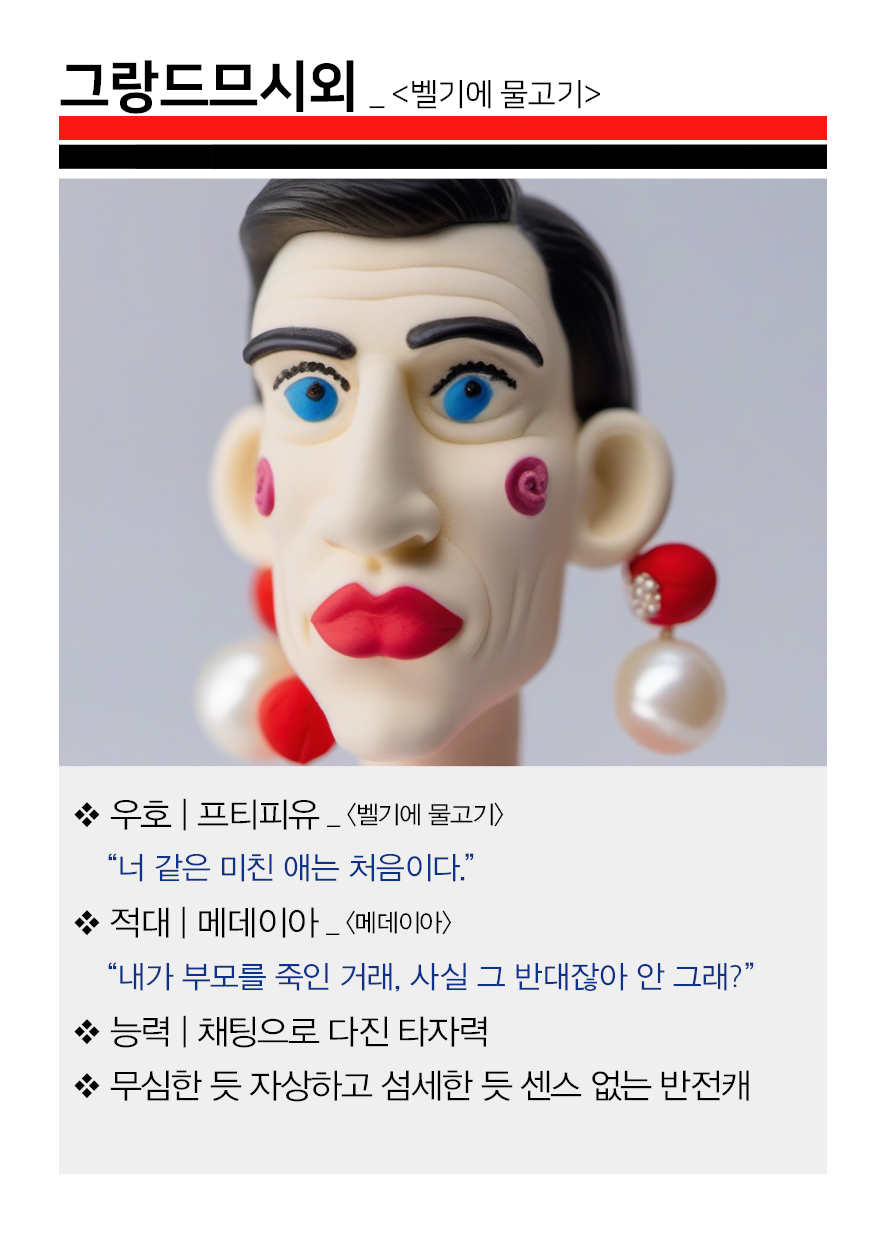 그랑드므시외 _ <벨기에 물고기>
❖ 우호 | 프티피유 _〈벨기에 물고기〉
“너 같은 미친 애는 처음이다.”
❖ 적대 | 메데이아 _〈메데이아〉
“내가 부모를 죽인 거래, 사실 그 반대잖아 안 그래?”
❖ 능력 | 채팅으로 다진 타자력
❖ 무심한 듯 자상하고 섬세한 듯 센스 없는 반전캐